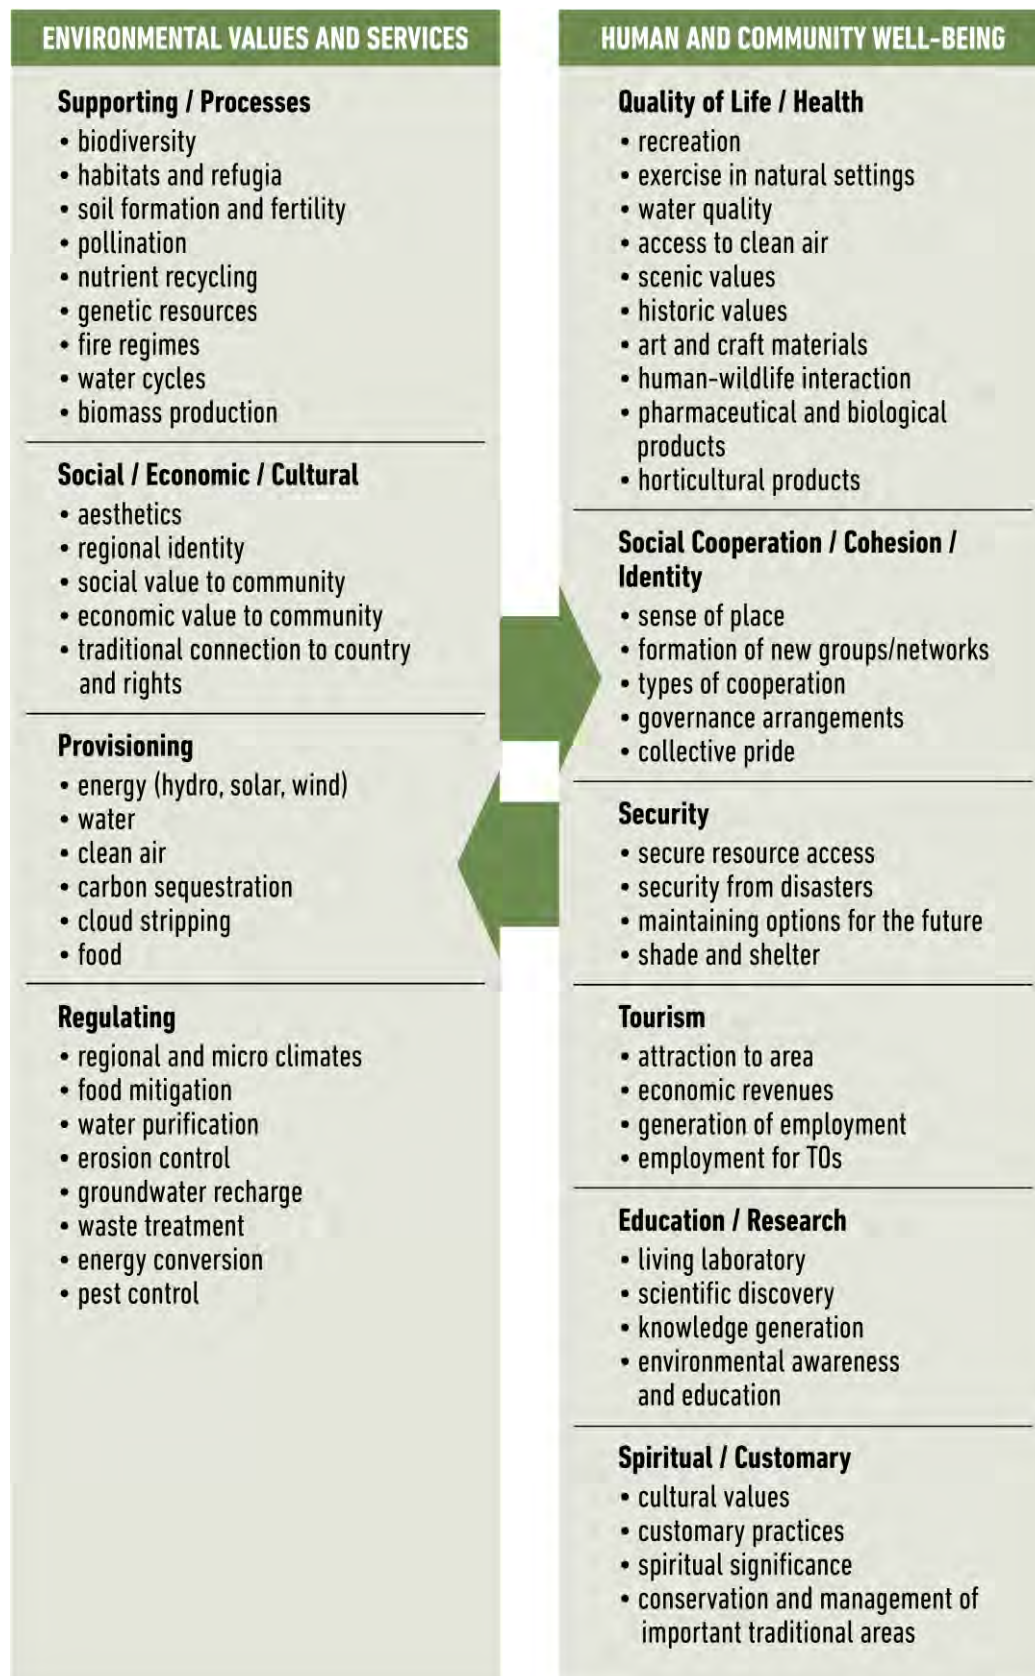 ENVIRONMENTAL VALUES AND SERVICES
Supporting / Processes
• biodiversity
• habitats and refugia
• soil formation and fertility
• pollination
• nutrient recycling
• genetic resources
• fire regimes
• water cycles
• biomass production
Social / Economic / Cultural
• aesthetics
• regional identity
• social value to community
• economic value to community
• traditional connection to country
and rights
Provisioning
• energy (hydro, solar, wind)
• water
• clean air
• carbon sequestration
• cloud stripping
• food
Regulating
• regional and micro climates
• food mitigation
• water purification
• erosion control
• groundwater recharge
• waste treatment
• energy conversion
• pest control
HUMAN AND COMMUNITY WELL-BEING
Quality of Life / Health
• recreation
• exercise in natural settings
• water quality
• access to clean air
• scenic values
• historic values
• art and craft materials
• human-wildlife interaction
• pharmaceutical and biological
products
• horticultural products
Social Cooperation / Cohesion /
Identity
• sense of place
• formation of new groups/networks
• types of cooperation
• governance arrangements
• collective pride
Security
• secure resource access
• security from disasters
• maintaining options for the future
• shade and shelter
Tourism
• attraction to area
• economic revenues
• generation of employment
• employment for TOs
Education / Research
• living laboratory
• scientific discovery
• knowledge generation
• environmental awareness
and education
Spiritual / Customary
• cultural values
• customary practices
• spiritual significance
• conservation and management of
important traditional areas